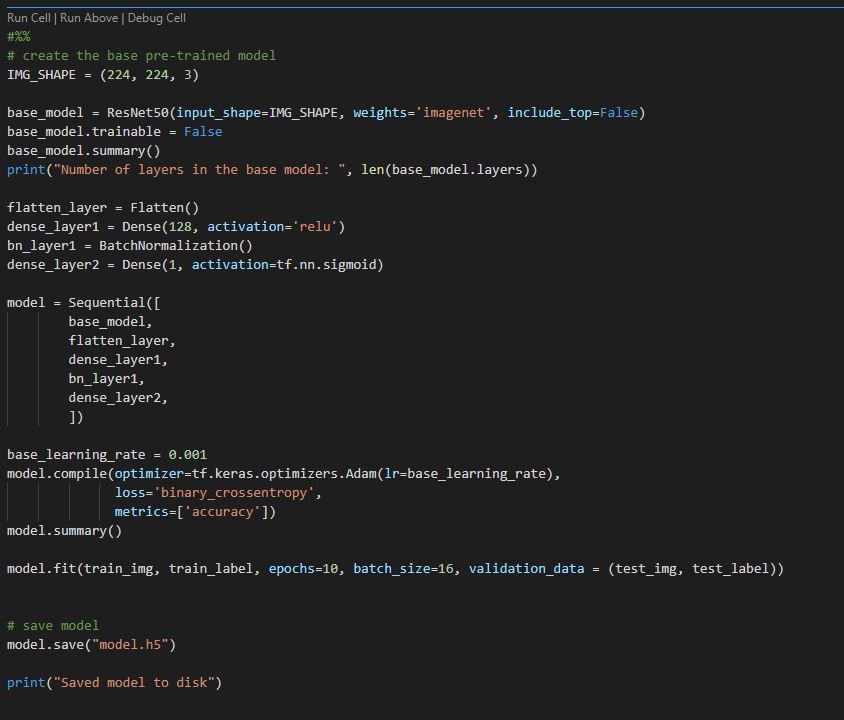 Run Cell | Run Above | Debug Cell
#%%
# create the base pre-trained model
IMG_SHAPE = (224, 224, 3)
base_model = ResNet50(input_shape=IMG_SHAPE, weights='imagenet', include_top=False)
base_model.trainable = False
base_model.summary()
print("Number of layers in the base model: ", len(base_model.layers))
flatten_layer = Flatten()
dense_layer1 = Dense(128, activation='relu')
bn_layer1 = BatchNormalization()
dense_layer2 = Dense(1, activation=tf.nn.sigmoid)
model = Sequential([
        base_model,
        flatten_layer,
        dense_layer1,
        bn_layer1,
        dense_layer2,
        ])
base_learning_rate = 0.001
model.compile(optimizer=tf.keras.optimizers.Adam(lr=base_learning_rate),
              loss='binary_crossentropy',
              metrics=['accuracy'])
model.summary()
model.fit(train_img, train_label, epochs=10, batch_size=16, validation_data = (test_img, test_label))
# save model
model.save("model.h5")
print("Saved model to disk")